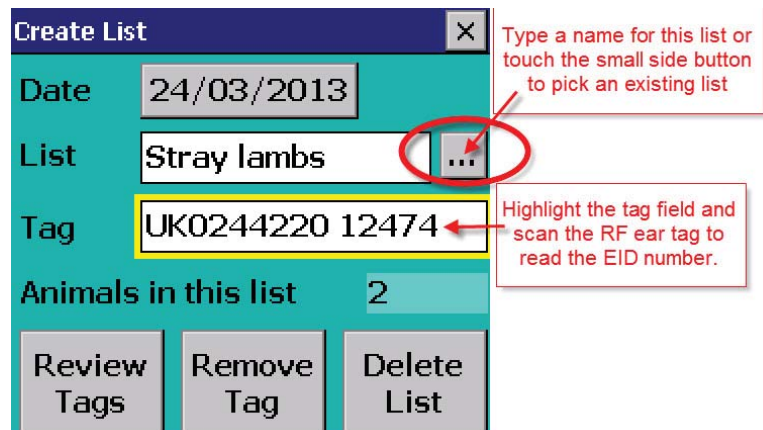 Create List
Date 24/03/2013
List Stray lambs ...
Tag UK0244220 12474
Animals in this list 2
Review Tags
Remove Tag
Delete List
Type a name for this list or
touch the small side button
to pick an existing list
Highlight the tag field and
scan the RF ear tag to
read the EID number.